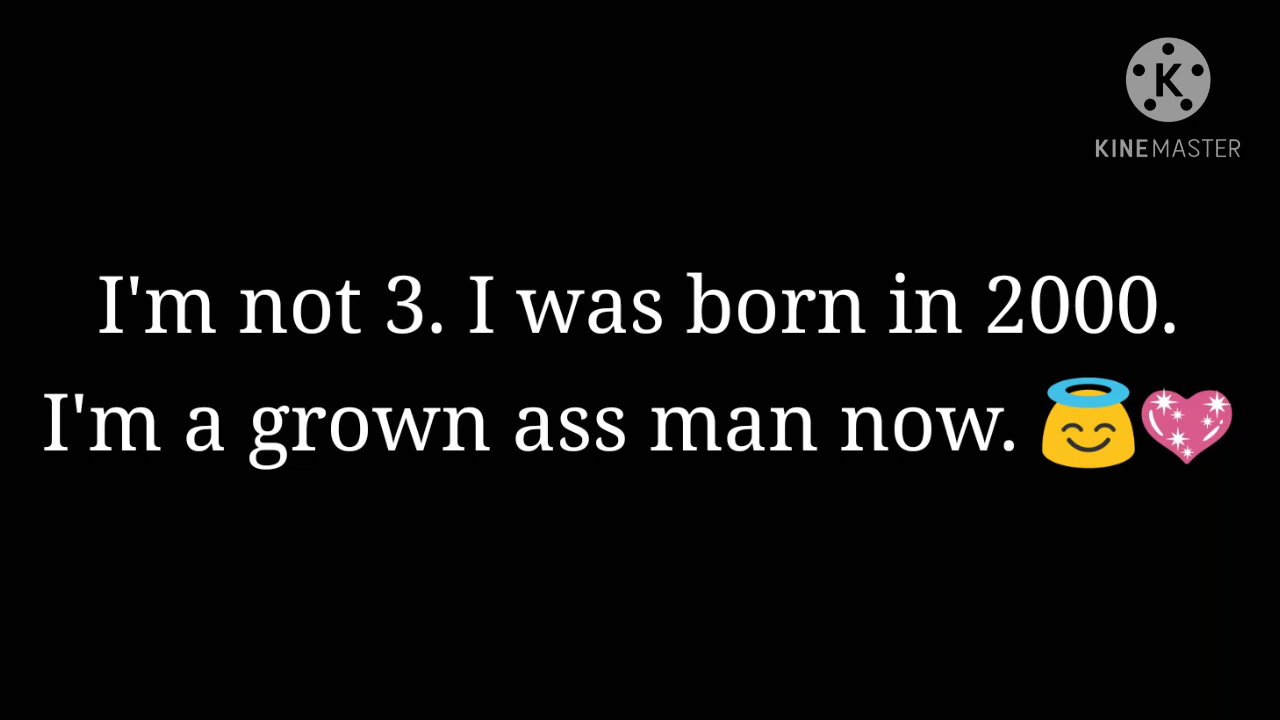 K
KINEMASTER
I'm not 3. I was born in 2000.
I'm a grown ass man now. 😇💖